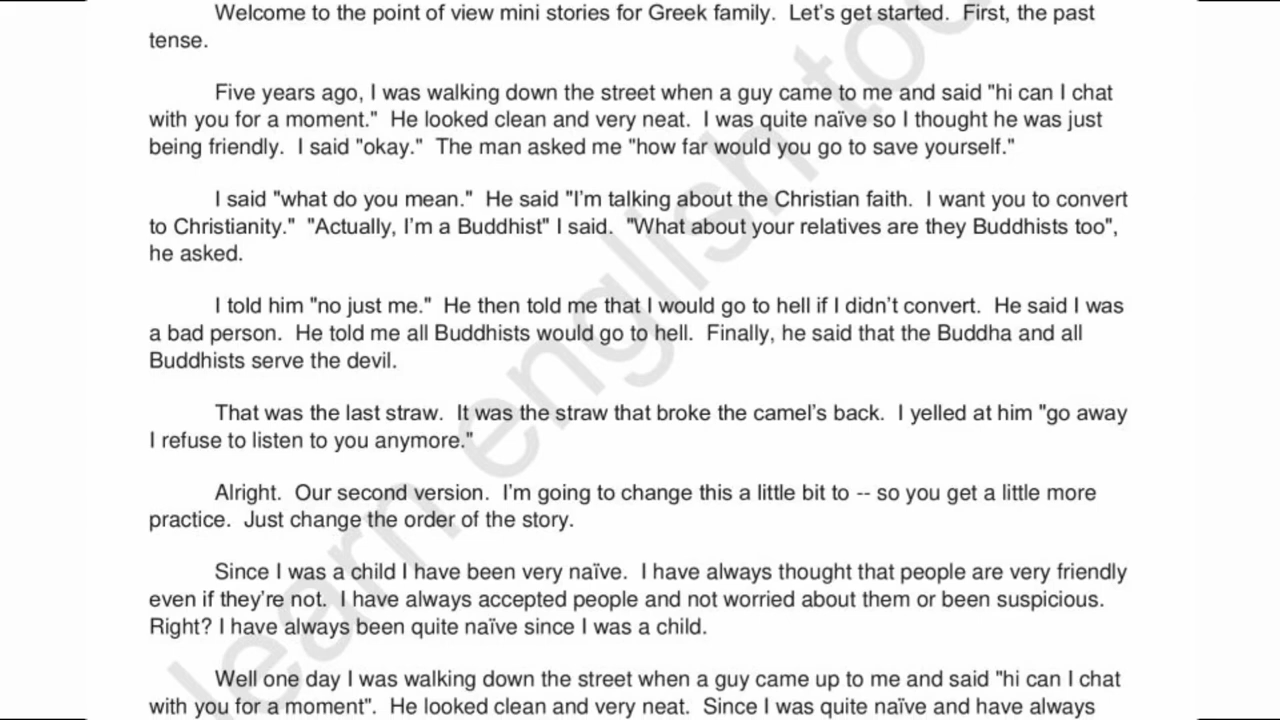 Welcome to the point of view mini stories for Greek family.  Let's get started.  First, the past
tense.
Five years ago, I was walking down the street when a guy came to me and said "hi can I chat
with you for a moment."  He looked clean and very neat.  I was quite naïve so I thought he was just
being friendly.  I said "okay."  The man asked me "how far would you go to save yourself."
I said "what do you mean."  He said "I'm talking about the Christian faith.  I want you to convert
to Christianity."  "Actually, I'm a Buddhist" I said.  "What about your relatives are they Buddhists too",
he asked.
I told him "no just me."  He then told me that I would go to hell if I didn't convert.  He said I was
a bad person.  He told me all Buddhists would go to hell.  Finally, he said that the Buddha and all
Buddhists serve the devil.
That was the last straw.  It was the straw that broke the camel's back.  I yelled at him "go away
I refuse to listen to you anymore."
Alright.  Our second version.  I'm going to change this a little bit to -- so you get a little more
practice.  Just change the order of the story.
Since I was a child I have been very naïve.  I have always thought that people are very friendly
even if they're not.  I have always accepted people and not worried about them or been suspicious.
Right? I have always been quite naïve since I was a child.
Well one day I was walking down the street when a guy came up to me and said "hi can I chat
with you for a moment".  He looked clean and very neat.  Since I was quite naïve and have always
learn english too